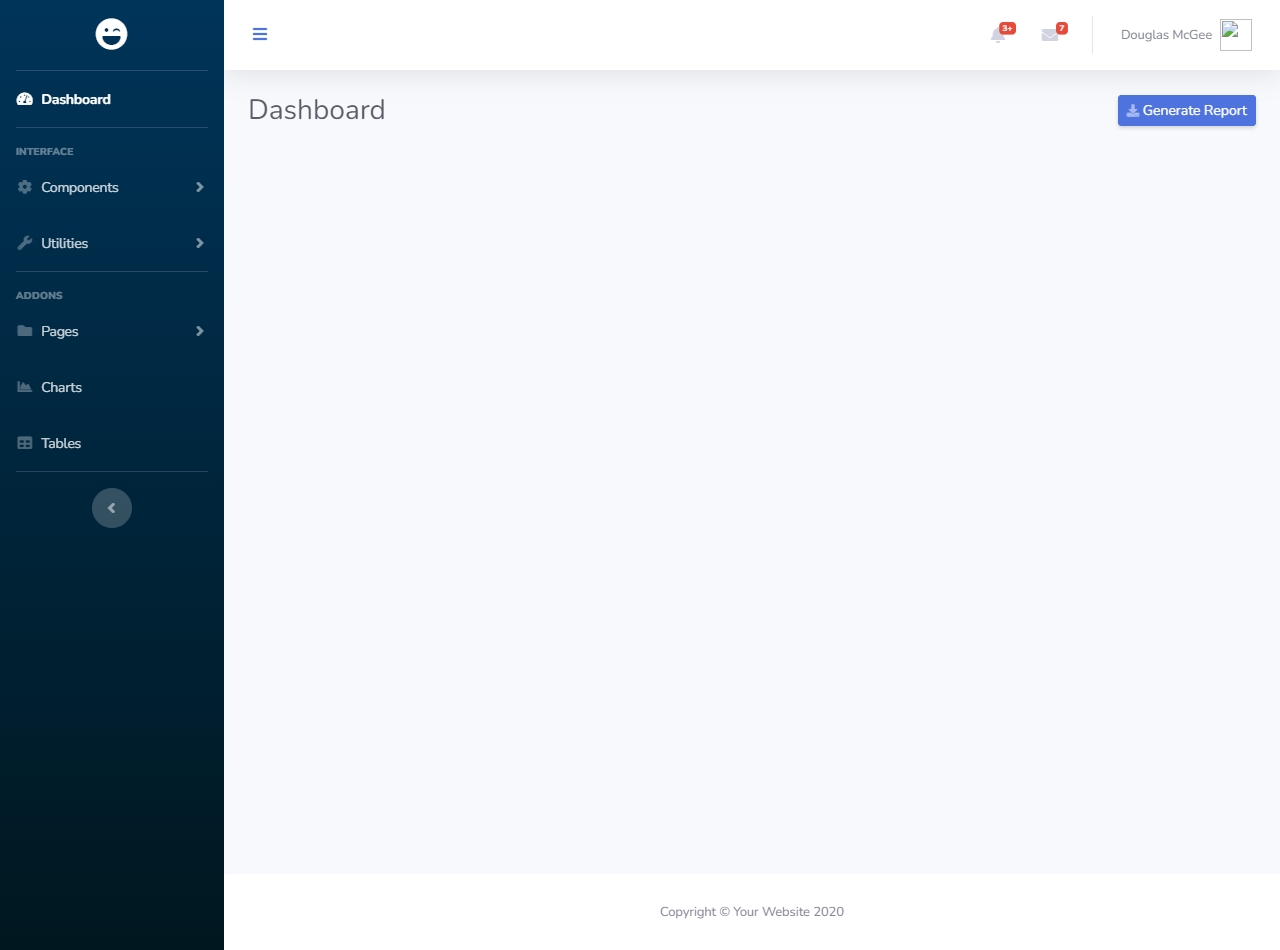 3+
7
Douglas McGee
Dashboard
INTERFACE
Components
Utilities
ADDONS
Pages
Charts
Tables
Dashboard
Generate Report
Copyright © Your Website 2020